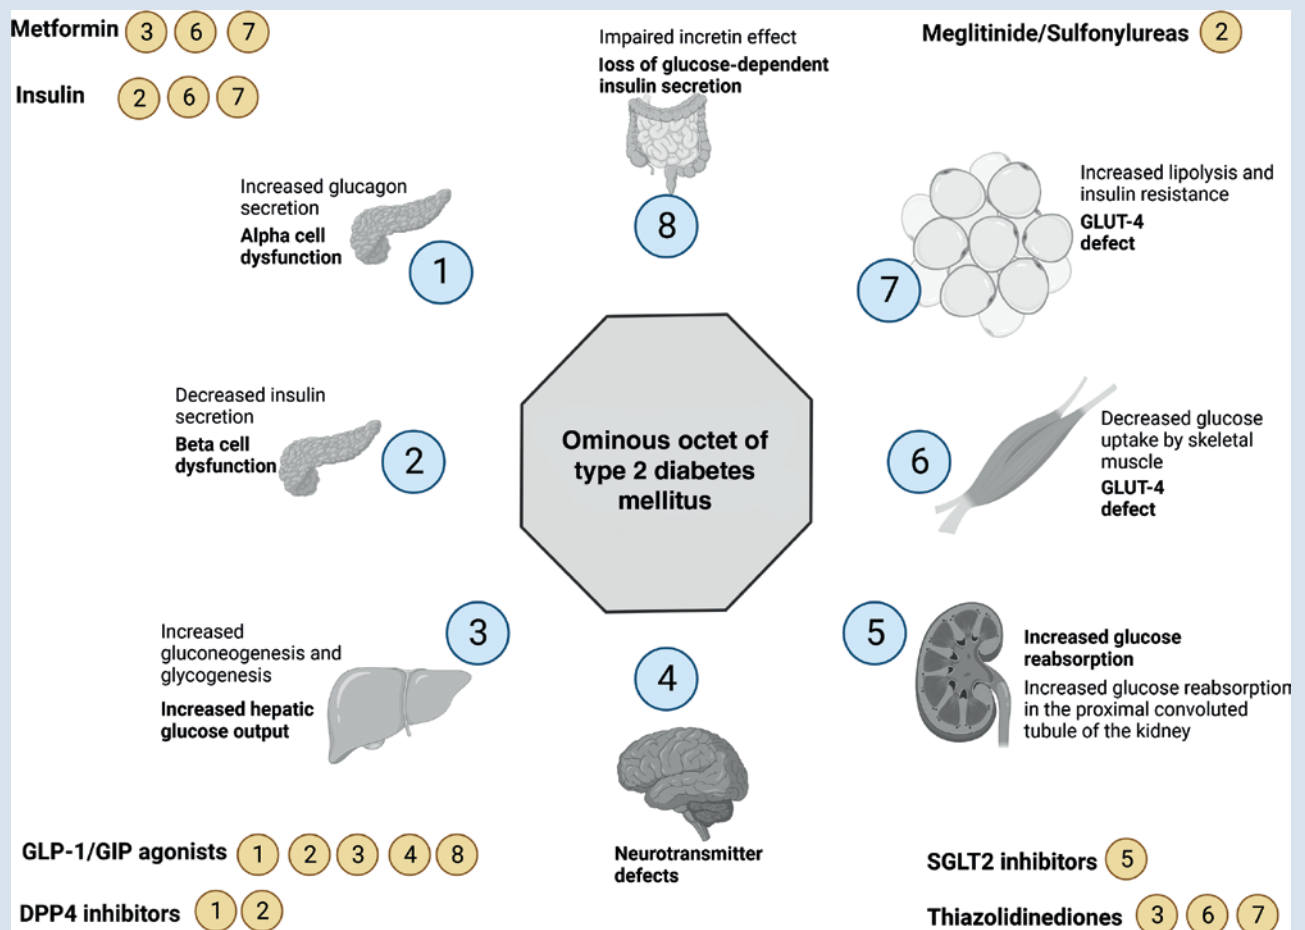 Metformin 3 6 7
Insulin 2 6 7
Impaired incretin effect
loss of glucose-dependent
insulin secretion
8
Meglitinide/Sulfonylureas 2
Increased glucagon
secretion
Alpha cell
dysfunction
1
Increased lipolysis and
insulin resistance
GLUT-4
defect
7
Decreased insulin
secretion
Beta cell
dysfunction
2
Ominous octet of
type 2 diabetes
mellitus
Decreased glucose
uptake by skeletal
muscle
GLUT-4
defect
6
Increased
gluconeogenesis and
glycogenesis
Increased hepatic
glucose output
3
4
Neurotransmitter
defects
5
Increased glucose
reabsorption
Increased glucose reabsorption
in the proximal convoluted
tubule of the kidney
GLP-1/GIP agonists 1 2 3 4 8
DPP4 inhibitors 1 2
SGLT2 inhibitors 5
Thiazolidinediones 3 6 7